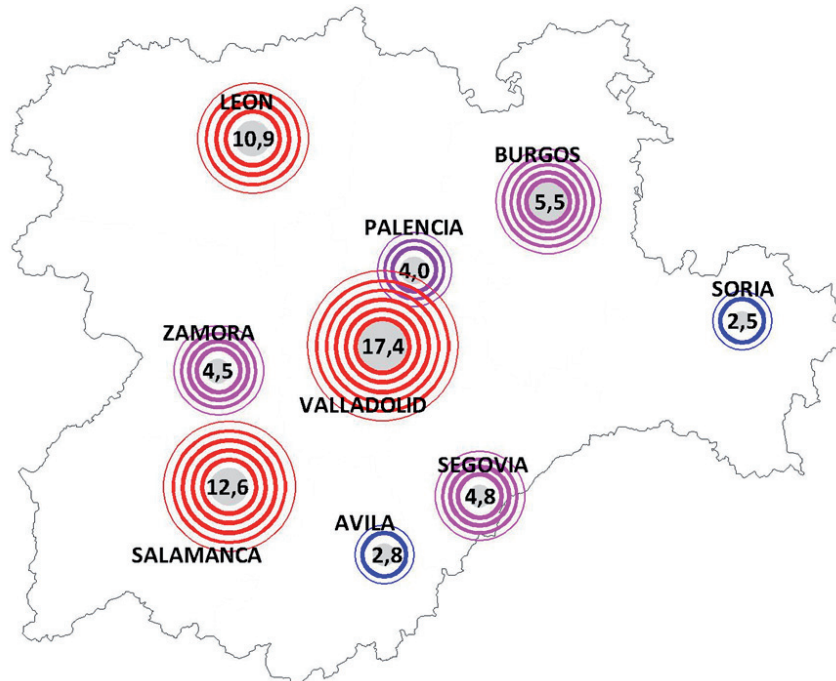 LEON
10,9
BURGOS
5,5
PALENCIA
4,0
SORIA
2,5
ZAMORA
4,5
17,4
VALLADOLID
SEGOVIA
4,8
12,6
SALAMANCA
AVILA
2,8